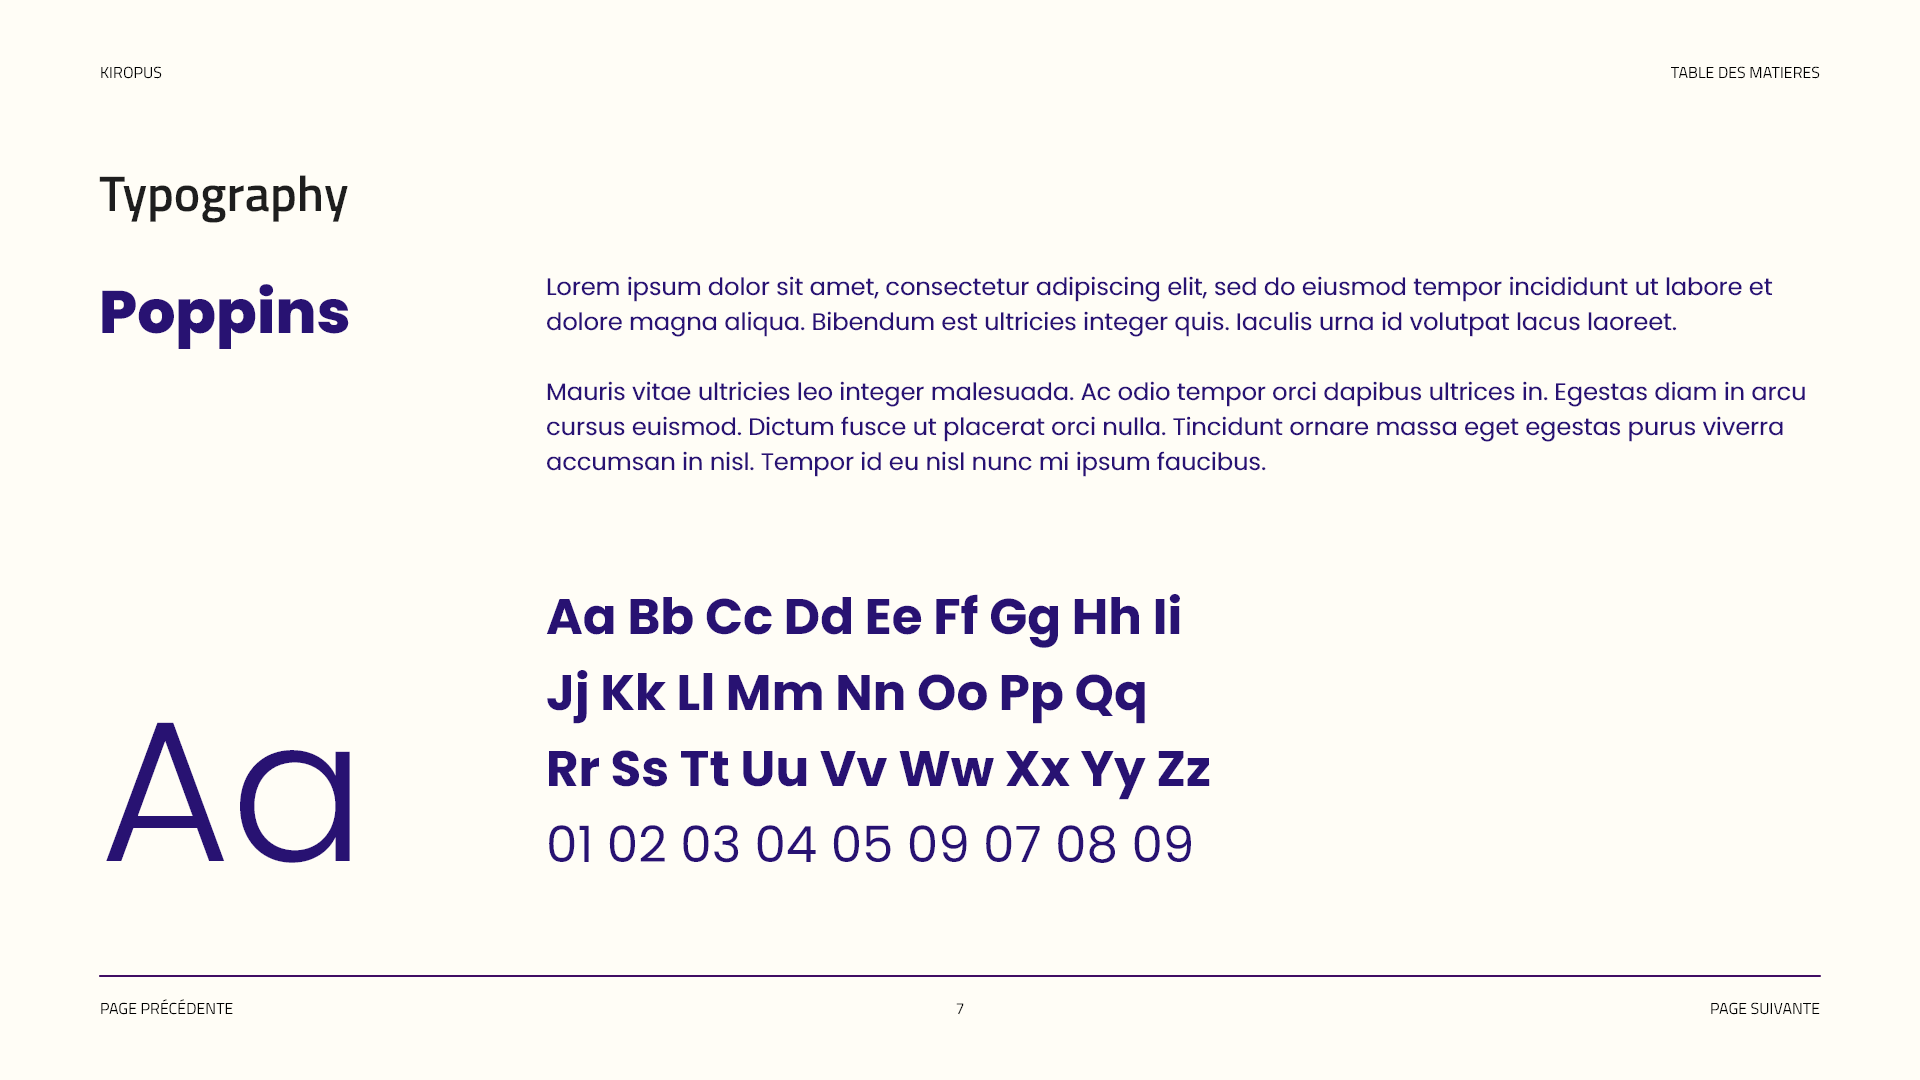 KIROPUS
TABLE DES MATIERES
Typography
Poppins
Lorem ipsum dolor sit amet, consectetur adipiscing elit, sed do eiusmod tempor incididunt ut labore et
dolore magna aliqua. Bibendum est ultricies integer quis. Iaculis urna id volutpat lacus laoreet.
Mauris vitae ultricies leo integer malesuada. Ac odio tempor orci dapibus ultrices in. Egestas diam in arcu
cursus euismod. Dictum fusce ut placerat orci nulla. Tincidunt ornare massa eget egestas purus viverra
accumsan in nisl. Tempor id eu nisl nunc mi ipsum faucibus.
Aa
Aa Bb Cc Dd Ee Ff Gg Hh Ii
Jj Kk Ll Mm Nn Oo Pp Qq
Rr Ss Tt Uu Vv Ww Xx Yy Zz
01 02 03 04 05 09 07 08 09
PAGE PRÉCÉDENTE
7
PAGE SUIVANTE